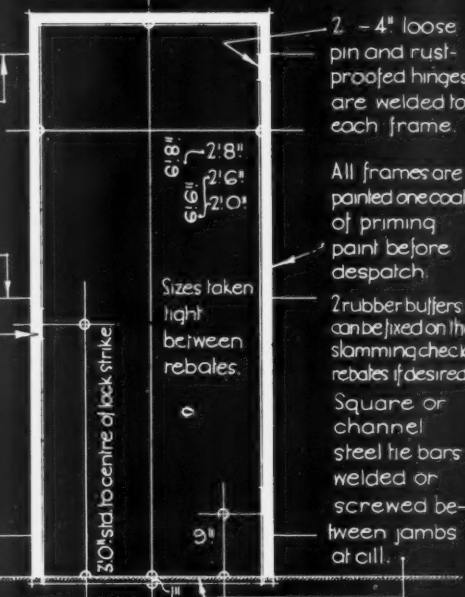 2 - 4" loose
pin and rust-
proofed hinges
are welded to
each frame.
All frames are
painted one coat
of priming
paint before
despatch.
2 rubber buffers
can be fixed on the
slamming check
rebates if desired
Square or
channel
steel tie bars
welded or
screwed be-
tween jambs
at cill.
6'8" 2'8"
6'6" 2'6"
2'0"
Sizes taken
tight
between
rebates.
3'0" std. to centre of lock strike
9"
1"